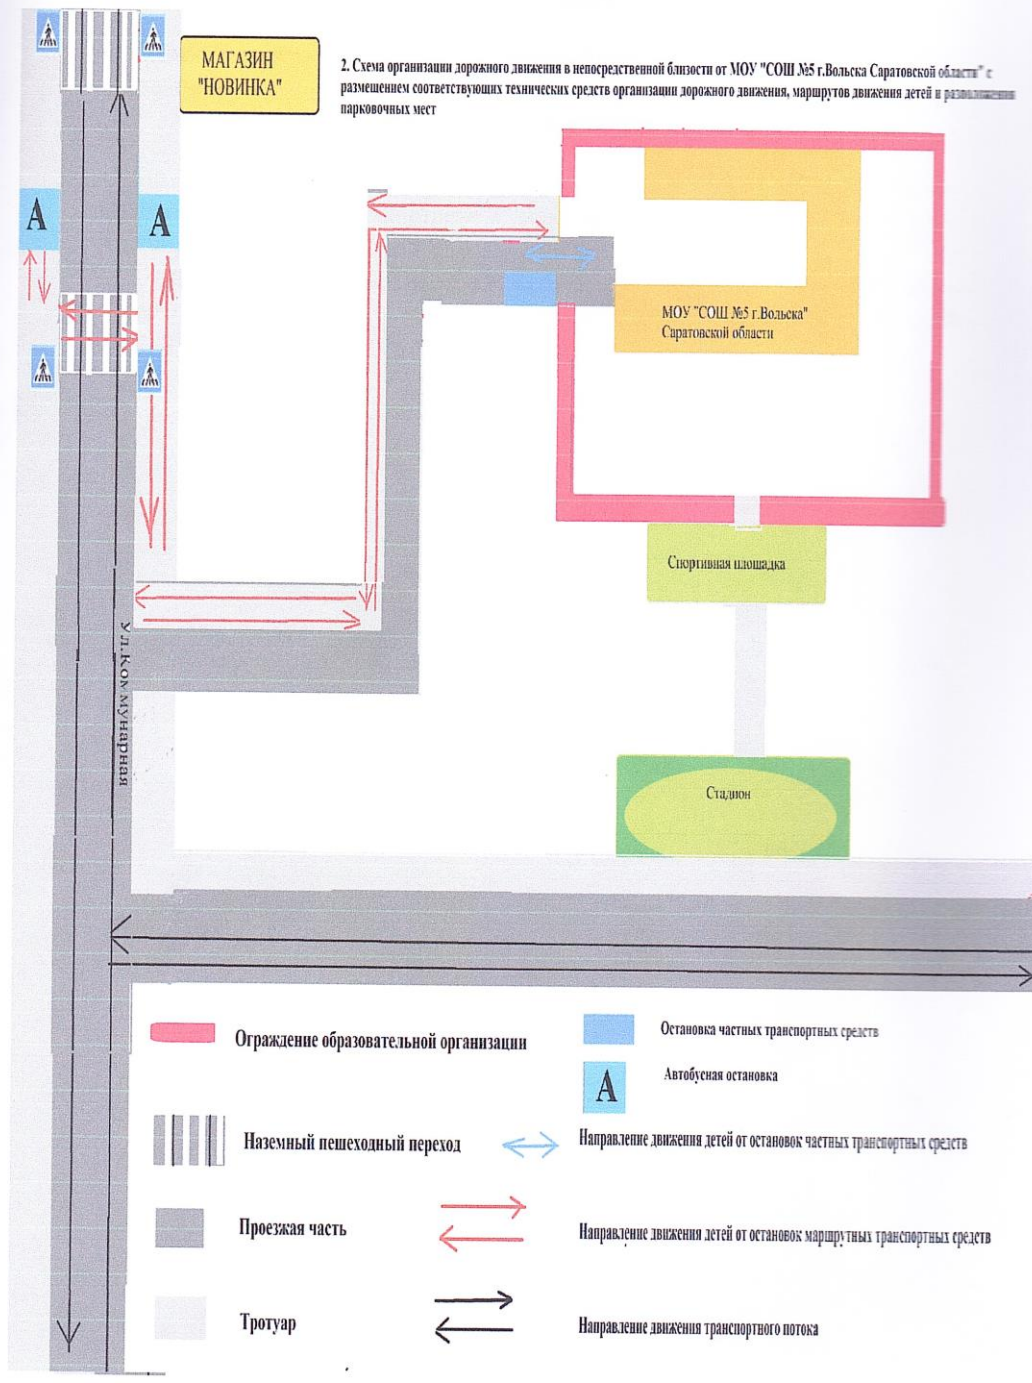 МАГАЗИН
"НОВИНКА"
2. Схема организации дорожного движения в непосредственной близости от МОУ "СОШ №5 г.Вольска Саратовской области" с
размещением соответствующих технических средств организации дорожного движения, маршрутов движения детей и расположения
парковочных мест
А
А
МОУ "СОШ №5 г.Вольска"
Саратовской области
Спортивная площадка
Ул.Коммунарная
Стадион
Ограждение образовательной организации
Остановка частных транспортных средств
А
Автобусная остановка
Наземный пешеходный переход
Направление движения детей от остановок частных транспортных средств
Проезжая часть
Направление движения детей от остановок маршрутных транспортных средств
Тротуар
Направление движения транспортного потока